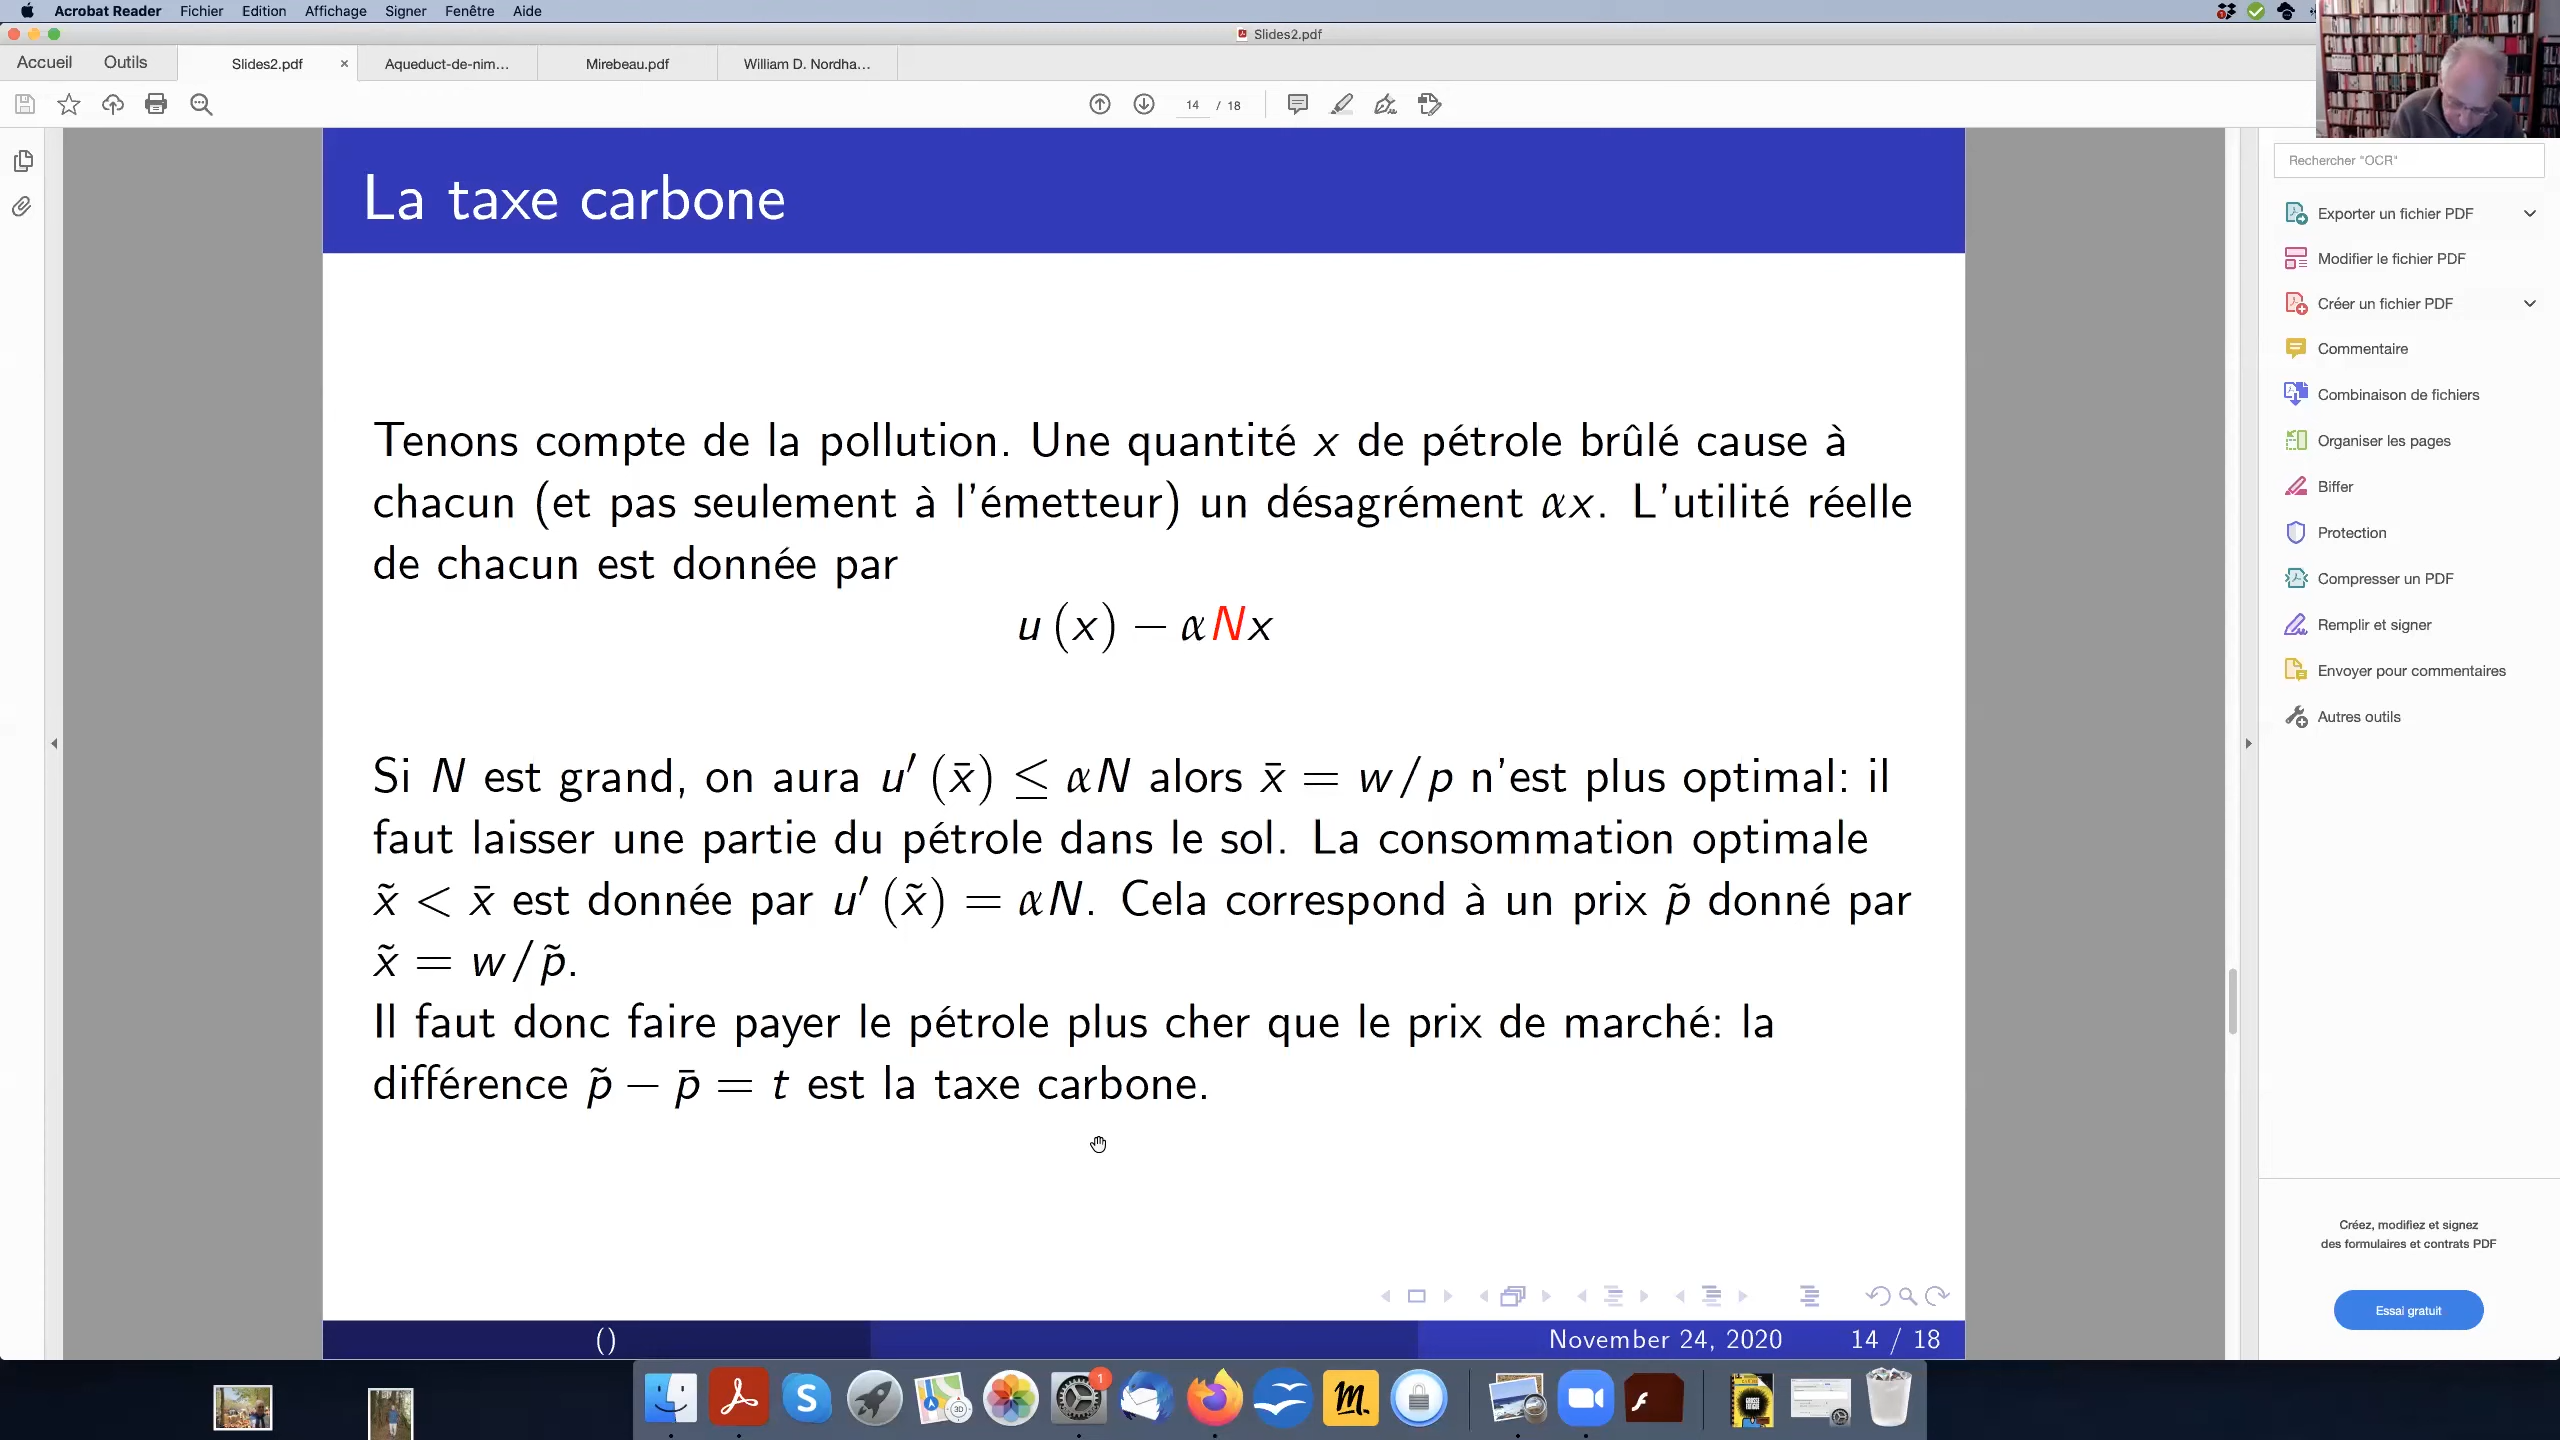 Acrobat Reader Fichier Edition Affichage Signer Fenêtre Aide
Slides2.pdf
Accueil Outils Slides2.pdf × Aqueduct-de-nim... Mirebeau.pdf William D. Nordha...
14 / 18
Rechercher "OCR"
Exporter un fichier PDF
Modifier le fichier PDF
Créer un fichier PDF
Commentaire
Combinaison de fichiers
Organiser les pages
Biffer
Protection
Compresser un PDF
Remplir et signer
Envoyer pour commentaires
Autres outils
Créez, modifiez et signez
des formulaires et contrats PDF
Essai gratuit
La taxe carbone
Tenons compte de la pollution. Une quantité x de pétrole brûlé cause à
chacun (et pas seulement à l'émetteur) un désagrément αx. L'utilité réelle
de chacun est donnée par
u (x) − αNx
Si N est grand, on aura u′ (x̄) ≤ αN alors x̄ = w/p n'est plus optimal: il
faut laisser une partie du pétrole dans le sol. La consommation optimale
x̃ < x̄ est donnée par u′ (x̃) = αN. Cela correspond à un prix p̃ donné par
x̃ = w/p̃.
Il faut donc faire payer le pétrole plus cher que le prix de marché: la
différence p̃ − p̄ = t est la taxe carbone.
() November 24, 2020 14 / 18
S 3D 1 m.